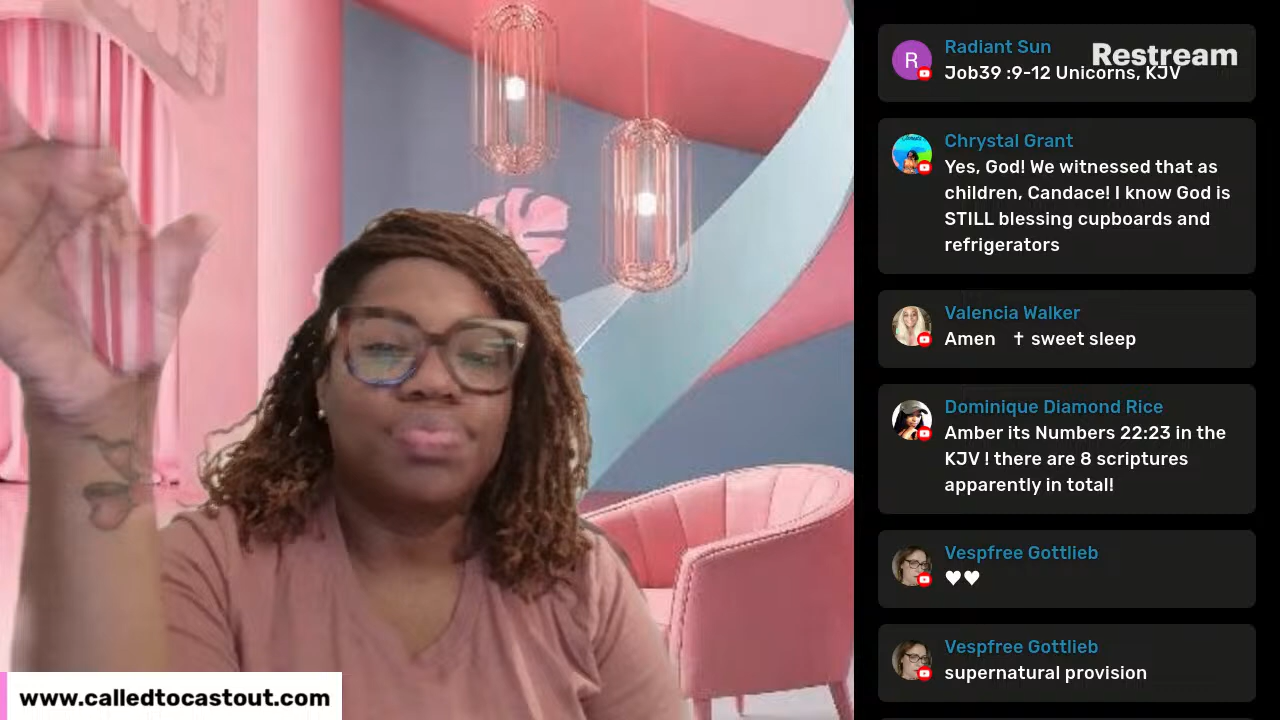 Radiant Sun
Restream
Job39 :9-12 Unicorns, KJV
R
Chrystal Grant
Yes, God! We witnessed that as
children, Candace! I know God is
STILL blessing cupboards and
refrigerators
Valencia Walker
Amen ✝ sweet sleep
Dominique Diamond Rice
Amber its Numbers 22:23 in the
KJV ! there are 8 scriptures
apparently in total!
Vespfree Gottlieb
♥♥
Vespfree Gottlieb
supernatural provision
www.calledtocastout.com